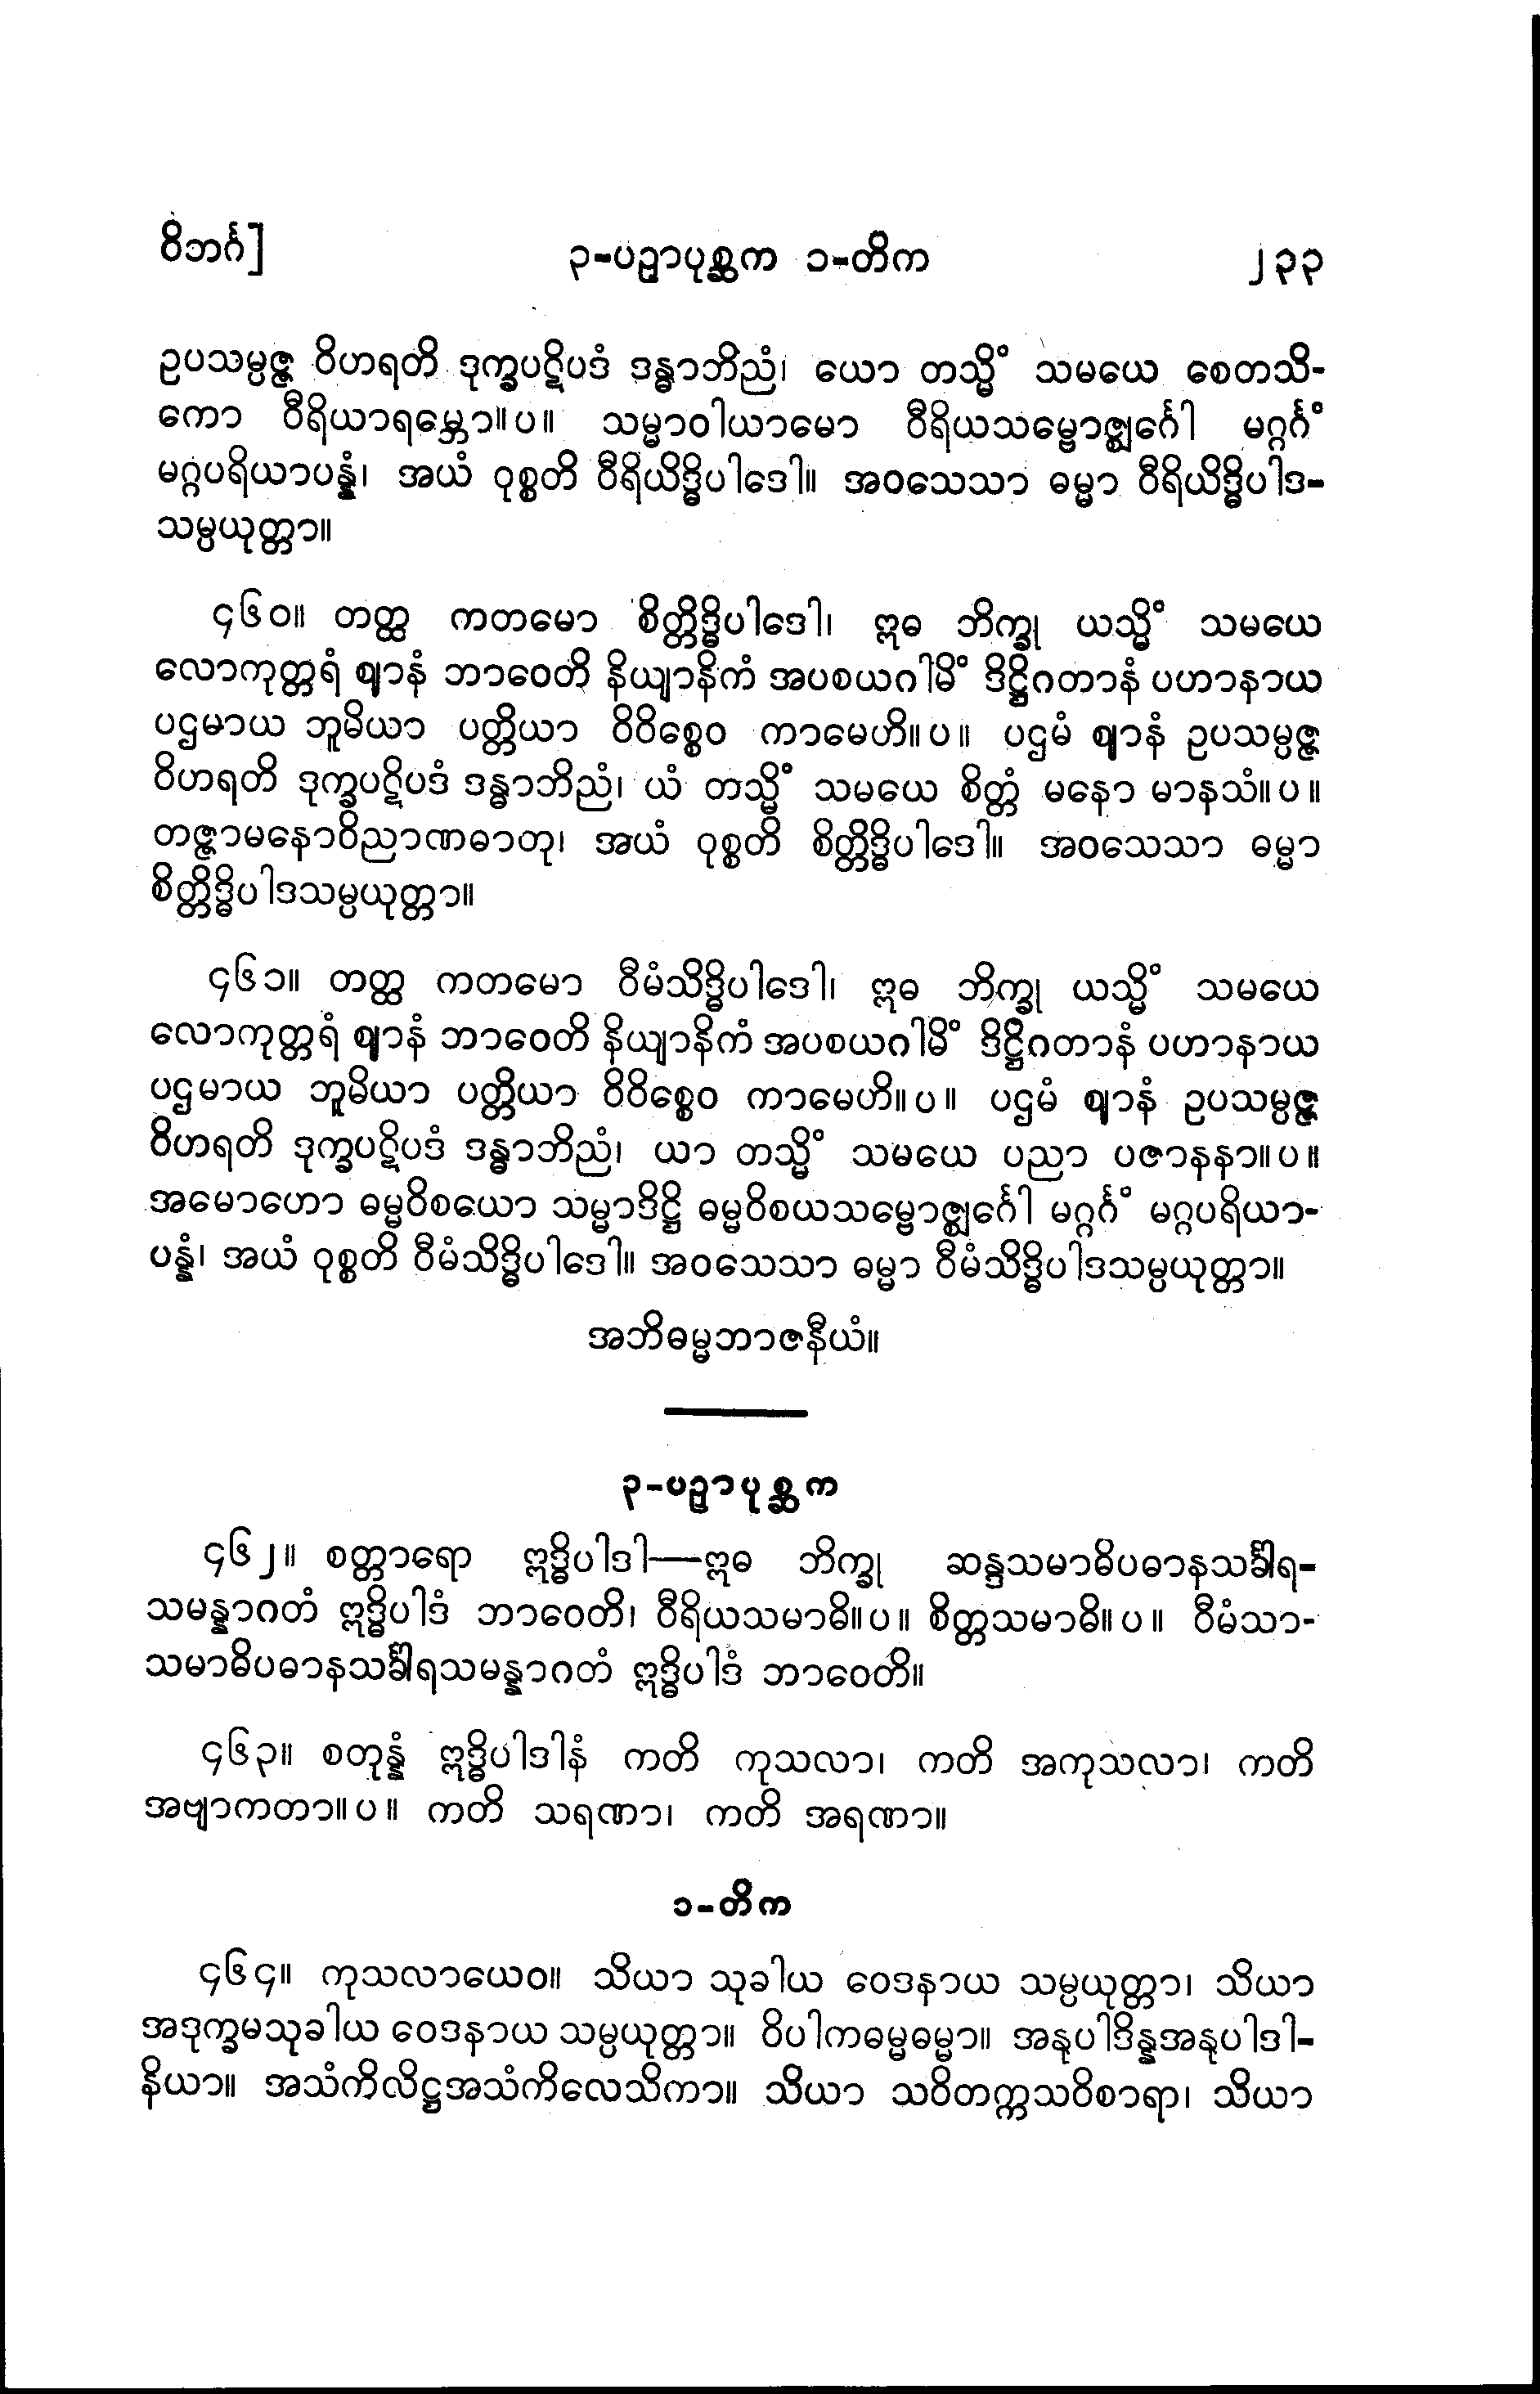 ဝိဘင်္ဂ]
၃-ပဉှာပုစ္ဆက ၁-တိက
၂၃၃
ဥပသမ္ပဇ္ဇ ဝိဟရတိ ဒုက္ခပဋိပဒံ ဒန္ဓာဘိညံ၊ ယော တသ္မိံ သမယေ စေတသိ-
ကော ဝီရိယာရမ္ဘော။ပ။ သမ္မာဝါယာမော ဝီရိယသမ္ဗောဇ္ဈင်္ဂေါ မဂ္ဂင်္ဂံ
မဂ္ဂပရိယာပန္နံ၊ အယံ ဝုစ္စတိ ဝီရိယိဒ္ဓိပါဒေါ။ အဝသေသာ ဓမ္မာ ဝီရိယိဒ္ဓိပါဒ-
သမ္ပယုတ္တာ။
၄၆၀။ တတ္ထ ကတမော စိတ္တိဒ္ဓိပါဒေါ၊ ဣဓ ဘိက္ခု ယသ္မိံ သမယေ
လောကုတ္တရံ ဈာနံ ဘာဝေတိ နိယျာနိကံ အပစယဂါမိံ ဒိဋ္ဌိဂတာနံ ပဟာနာယ
ပဌမာယ ဘူမိယာ ပတ္တိယာ ဝိဝိစ္စေဝ ကာမေဟိ။ပ။ ပဌမံ ဈာနံ ဥပသမ္ပဇ္ဇ
ဝိဟရတိ ဒုက္ခပဋိပဒံ ဒန္ဓာဘိညံ၊ ယံ တသ္မိံ သမယေ စိတ္တံ မနော မာနသံ။ပ။
တဇ္ဇာမနောဝိညာဏဓာတု၊ အယံ ဝုစ္စတိ စိတ္တိဒ္ဓိပါဒေါ။ အဝသေသာ ဓမ္မာ
စိတ္တိဒ္ဓိပါဒသမ္ပယုတ္တာ။
၄၆၁။ တတ္ထ ကတမော ဝီမံသိဒ္ဓိပါဒေါ၊ ဣဓ ဘိက္ခု ယသ္မိံ သမယေ
လောကုတ္တရံ ဈာနံ ဘာဝေတိ နိယျာနိကံ အပစယဂါမိံ ဒိဋ္ဌိဂတာနံ ပဟာနာယ
ပဌမာယ ဘူမိယာ ပတ္တိယာ ဝိဝိစ္စေဝ ကာမေဟိ။ပ။ ပဌမံ ဈာနံ ဥပသမ္ပဇ္ဇ
ဝိဟရတိ ဒုက္ခပဋိပဒံ ဒန္ဓာဘိညံ၊ ယာ တသ္မိံ သမယေ ပညာ ပဇာနနာ။ပ။
အမောဟော ဓမ္မဝိစယော သမ္မာဒိဋ္ဌိ ဓမ္မဝိစယသမ္ဗောဇ္ဈင်္ဂေါ မဂ္ဂင်္ဂံ မဂ္ဂပရိယာ-
ပန္နံ၊ အယံ ဝုစ္စတိ ဝီမံသိဒ္ဓိပါဒေါ။ အဝသေသာ ဓမ္မာ ဝီမံသိဒ္ဓိပါဒသမ္ပယုတ္တာ။
အဘိဓမ္မဘာဇနီယံ။
၃-ပဉှာပုစ္ဆက
၄၆၂။ စတ္တာရော ဣဒ္ဓိပါဒါ—ဣဓ ဘိက္ခု ဆန္ဒသမာဓိပဓာနသင်္ခါရ-
သမန္နာဂတံ ဣဒ္ဓိပါဒံ ဘာဝေတိ၊ ဝီရိယသမာဓိ။ပ။ စိတ္တသမာဓိ။ပ။ ဝီမံသာ-
သမာဓိပဓာနသင်္ခါရသမန္နာဂတံ ဣဒ္ဓိပါဒံ ဘာဝေတိ။
၄၆၃။ စတုန္နံ ဣဒ္ဓိပါဒါနံ ကတိ ကုသလာ၊ ကတိ အကုသလာ၊ ကတိ
အဗျာကတာ။ပ။ ကတိ သရဏာ၊ ကတိ အရဏာ။
၁-တိက
၄၆၄။ ကုသလာယေဝ။ သိယာ သုခါယ ဝေဒနာယ သမ္ပယုတ္တာ၊ သိယာ
အဒုက္ခမသုခါယ ဝေဒနာယ သမ္ပယုတ္တာ။ ဝိပါကဓမ္မဓမ္မာ။ အနုပါဒိန္နအနုပါဒါ-
နိယာ။ အသံကိလိဋ္ဌအသံကိလေသိကာ။ သိယာ သဝိတက္ကသဝိစာရာ၊ သိယာ